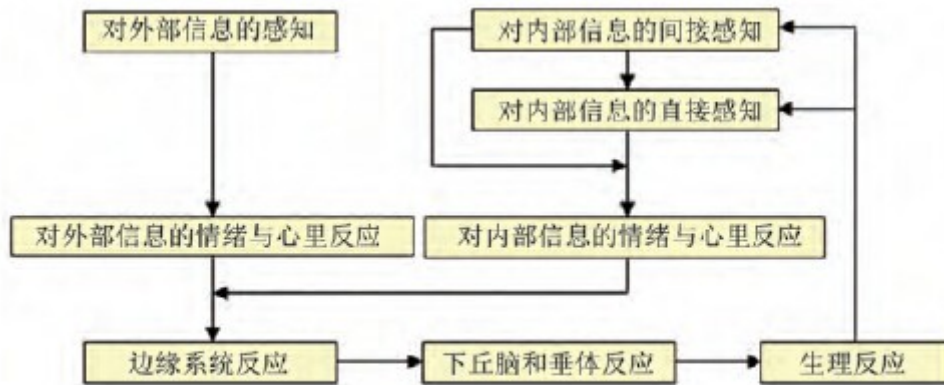 对外部信息的感知
对内部信息的间接感知
对内部信息的直接感知
对外部信息的情绪与心里反应
对内部信息的情绪与心里反应
边缘系统反应
下丘脑和垂体反应
生理反应